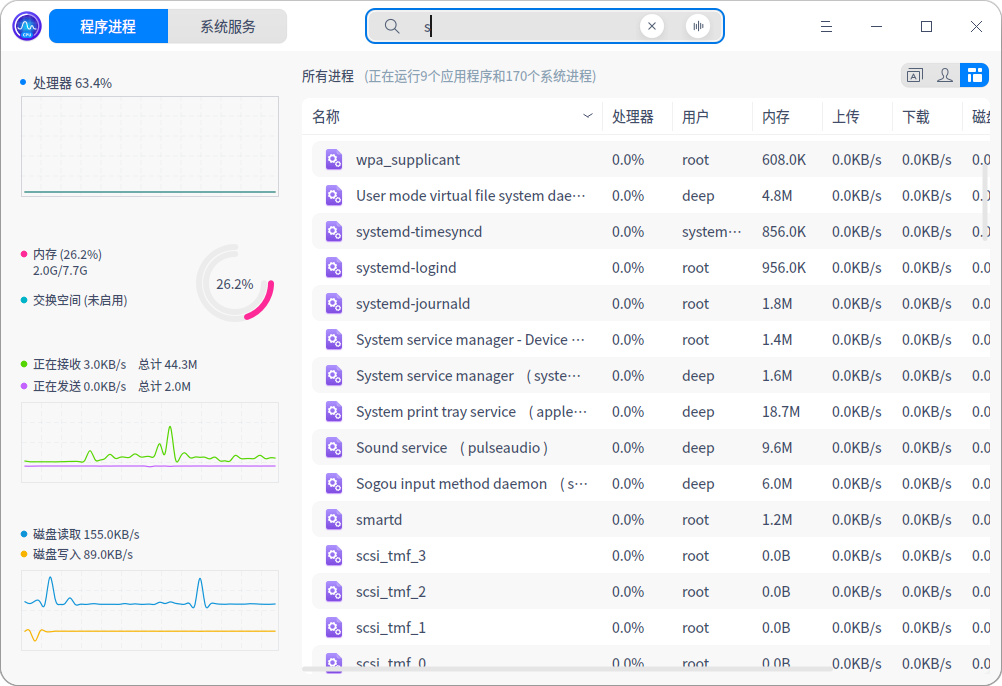 程序进程 系统服务 s
CPU
处理器 63.4%
内存 (26.2%)
2.0G/7.7G
交换空间 (未启用)
26.2%
正在接收 3.0KB/s 总计 44.3M
正在发送 0.0KB/s 总计 2.0M
磁盘读取 155.0KB/s
磁盘写入 89.0KB/s
所有进程 (正在运行9个应用程序和170个系统进程)
名称 处理器 用户 内存 上传 下载 磁盘
wpa_supplicant 0.0% root 608.0K 0.0KB/s 0.0KB/s 0.0
User mode virtual file system dae··· 0.0% deep 4.8M 0.0KB/s 0.0KB/s 0.0
systemd-timesyncd 0.0% system··· 856.0K 0.0KB/s 0.0KB/s 0.0
systemd-logind 0.0% root 956.0K 0.0KB/s 0.0KB/s 0.0
systemd-journald 0.0% root 1.8M 0.0KB/s 0.0KB/s 0.0
System service manager - Device ··· 0.0% root 1.4M 0.0KB/s 0.0KB/s 0.0
System service manager ( syste··· 0.0% deep 1.6M 0.0KB/s 0.0KB/s 0.0
System print tray service ( apple··· 0.0% deep 18.7M 0.0KB/s 0.0KB/s 0.0
Sound service ( pulseaudio ) 0.0% deep 9.6M 0.0KB/s 0.0KB/s 0.0
Sogou input method daemon ( s··· 0.0% deep 6.0M 0.0KB/s 0.0KB/s 0.0
smartd 0.0% root 1.2M 0.0KB/s 0.0KB/s 0.0
scsi_tmf_3 0.0% root 0.0B 0.0KB/s 0.0KB/s 0.0
scsi_tmf_2 0.0% root 0.0B 0.0KB/s 0.0KB/s 0.0
scsi_tmf_1 0.0% root 0.0B 0.0KB/s 0.0KB/s 0.0
scsi_tmf_0 0.0% root 0.0B 0.0KB/s 0.0KB/s 0.0